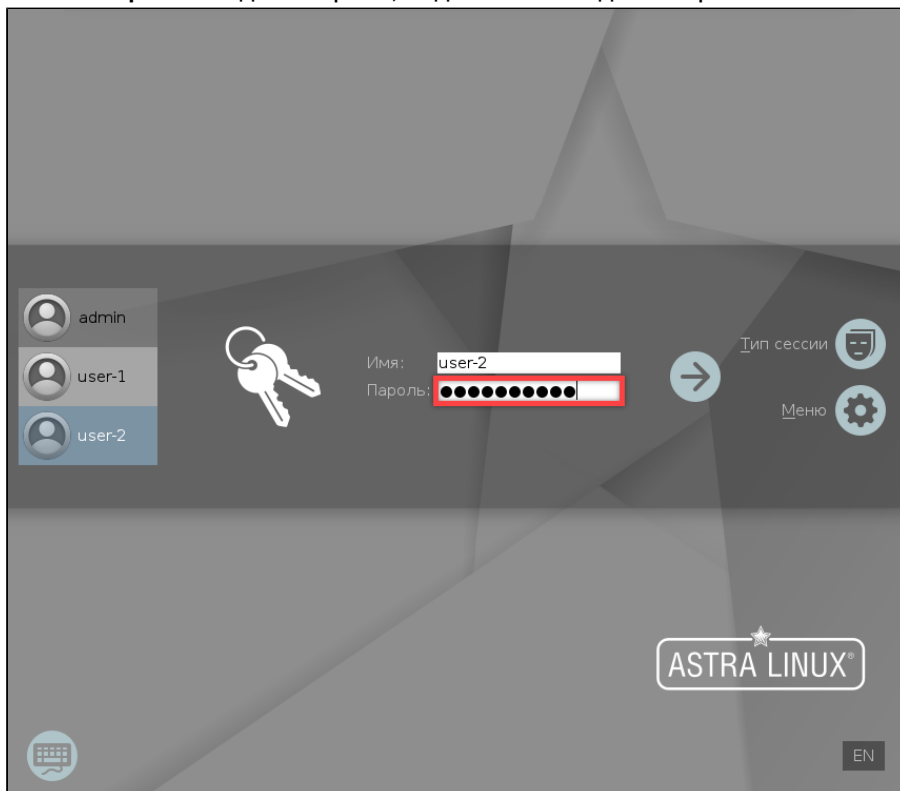 admin
user-1
user-2
Имя: user-2
Пароль: ●●●●●●●●●●
Тип сессии
Меню
ASTRA LINUX®
EN